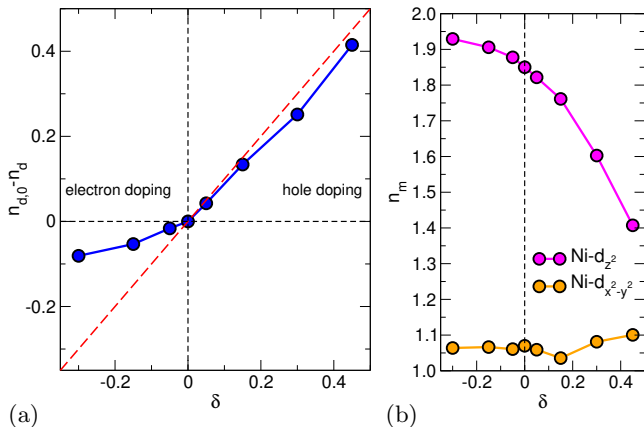 0.4
0.2
0
-0.2
n_{d,0}-n_d
electron doping
hole doping
-0.2 0 0.2 0.4
δ
(a)
2.0
1.9
1.8
1.7
1.6
1.5
1.4
1.3
1.2
1.1
1.0
n_m
Ni-d_{z^2}
Ni-d_{x^2-y^2}
-0.2 0 0.2 0.4
δ
(b)